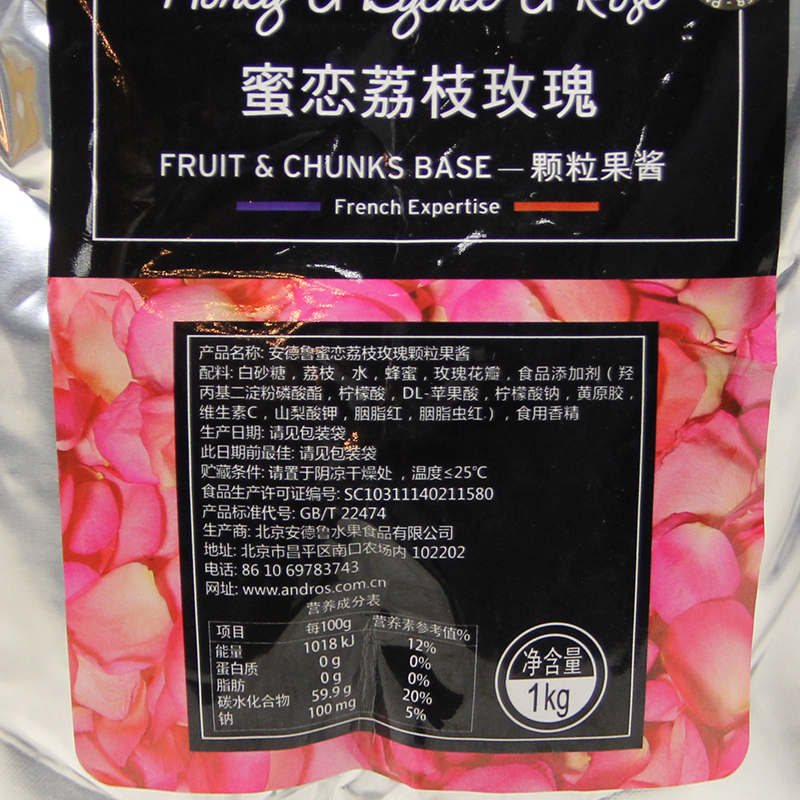 Honey & Lychee & Rose
蜜恋荔枝玫瑰
FRUIT & CHUNKS BASE — 颗粒果酱
French Expertise
产品名称: 安德鲁蜜恋荔枝玫瑰颗粒果酱
配料: 白砂糖，荔枝，水，蜂蜜，玫瑰花瓣，食品添加剂（羟
丙基二淀粉磷酸酯，柠檬酸，DL-苹果酸，柠檬酸钠，黄原胶，
维生素C，山梨酸钾，胭脂红，胭脂虫红），食用香精
生产日期: 请见包装袋
此日期前最佳: 请见包装袋
贮藏条件: 请置于阴凉干燥处，温度≤25℃
食品生产许可证编号: SC10311140211580
产品标准代号: GB/T 22474
生产商: 北京安德鲁水果食品有限公司
地址: 北京市昌平区南口农场内 102202
电话: 86 10 69783743
网址: www.andros.com.cn
营养成分表
项目 每100g 营养素参考值%
能量 1018 kJ 12%
蛋白质 0 g 0%
脂肪 0 g 0%
碳水化合物 59.9 g 20%
钠 100 mg 5%
净含量
1kg